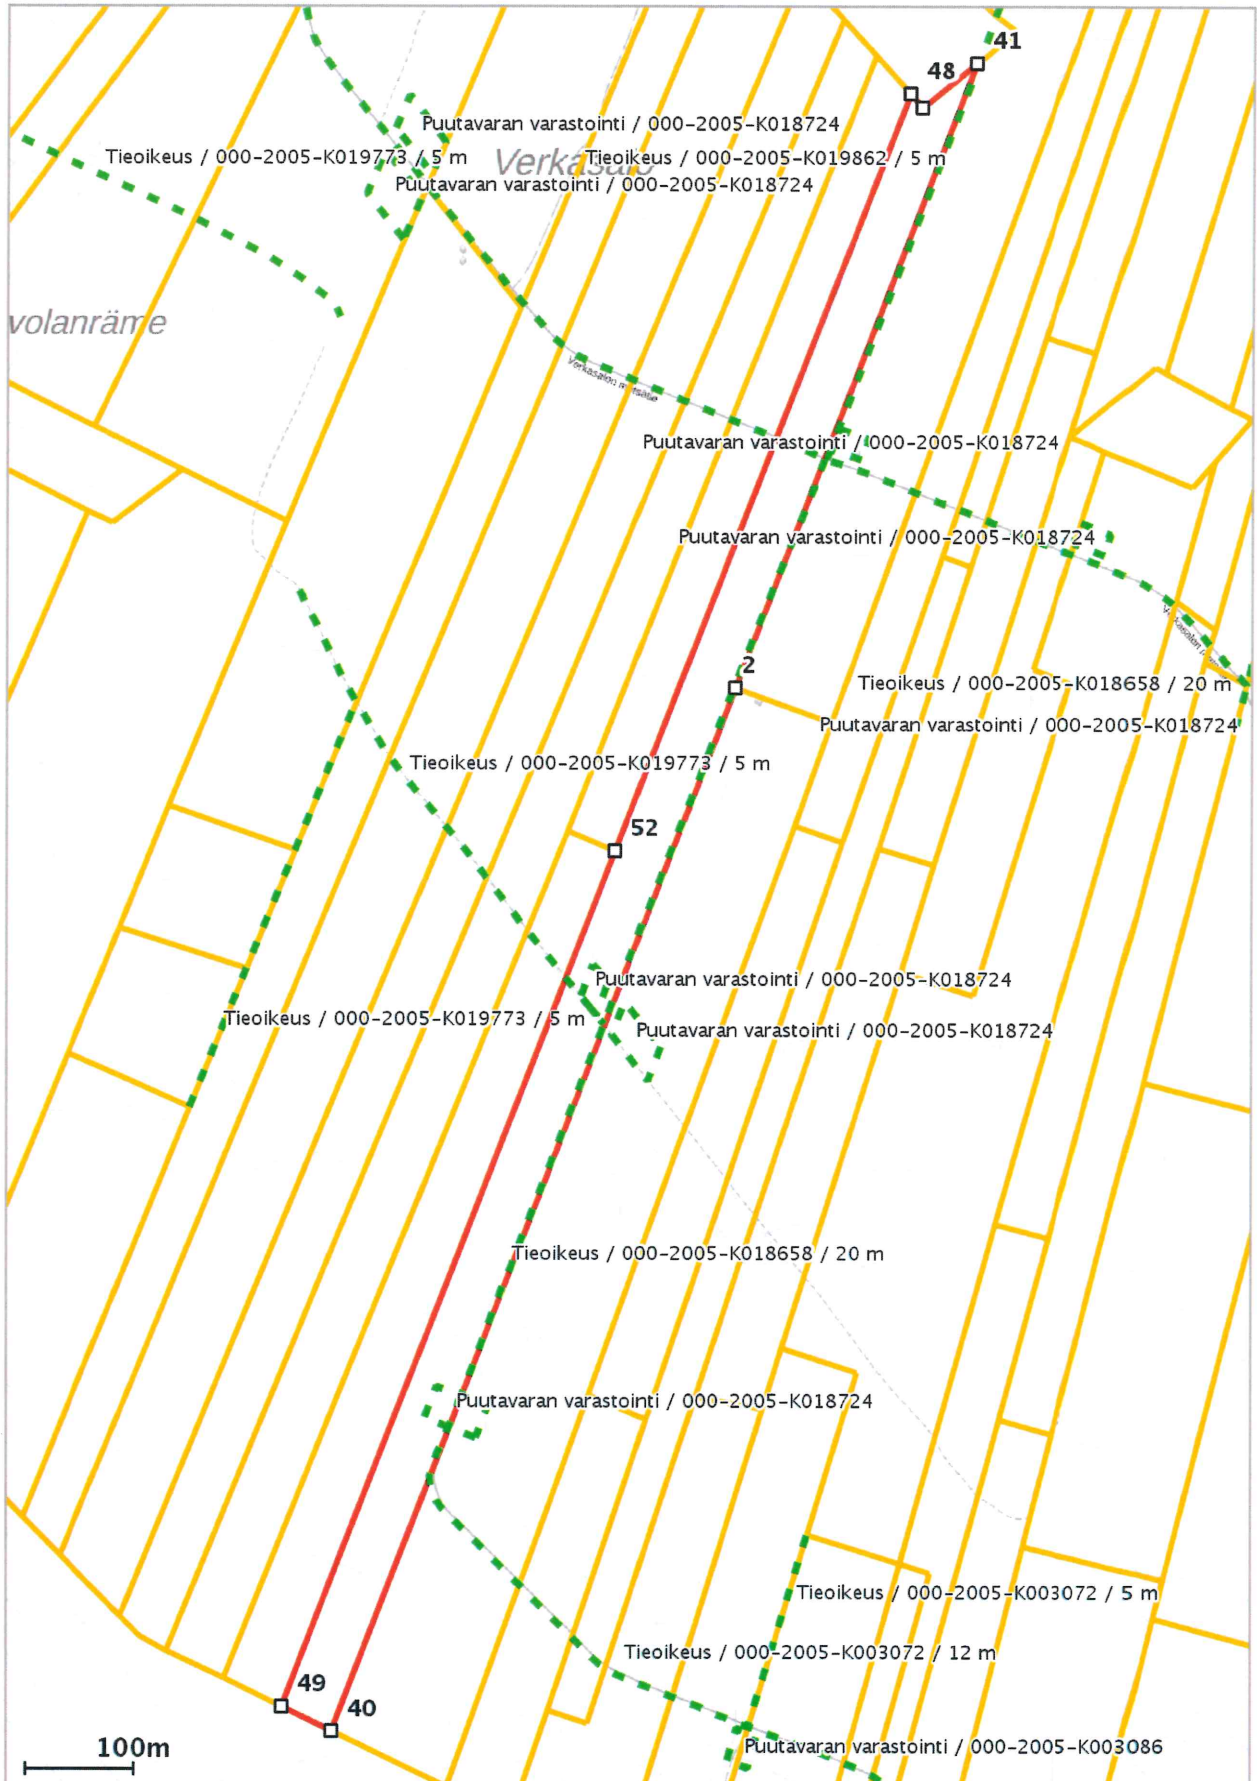 41
48
Puutavaran varastointi / 000-2005-K018724
Tieoikeus / 000-2005-K019773 / 5 m
Verkasalo
Tieoikeus / 000-2005-K019862 / 5 m
Puutavaran varastointi / 000-2005-K018724
volanräme
Verkasalon metsätie
Puutavaran varastointi / 000-2005-K018724
Puutavaran varastointi / 000-2005-K018724
Verkasalon
2
Tieoikeus / 000-2005-K018658 / 20 m
Puutavaran varastointi / 000-2005-K018724
Tieoikeus / 000-2005-K019773 / 5 m
52
Puutavaran varastointi / 000-2005-K018724
Tieoikeus / 000-2005-K019773 / 5 m
Puutavaran varastointi / 000-2005-K018724
Tieoikeus / 000-2005-K018658 / 20 m
Puutavaran varastointi / 000-2005-K018724
Tieoikeus / 000-2005-K003072 / 5 m
Tieoikeus / 000-2005-K003072 / 12 m
49
40
100m
Puutavaran varastointi / 000-2005-K003086